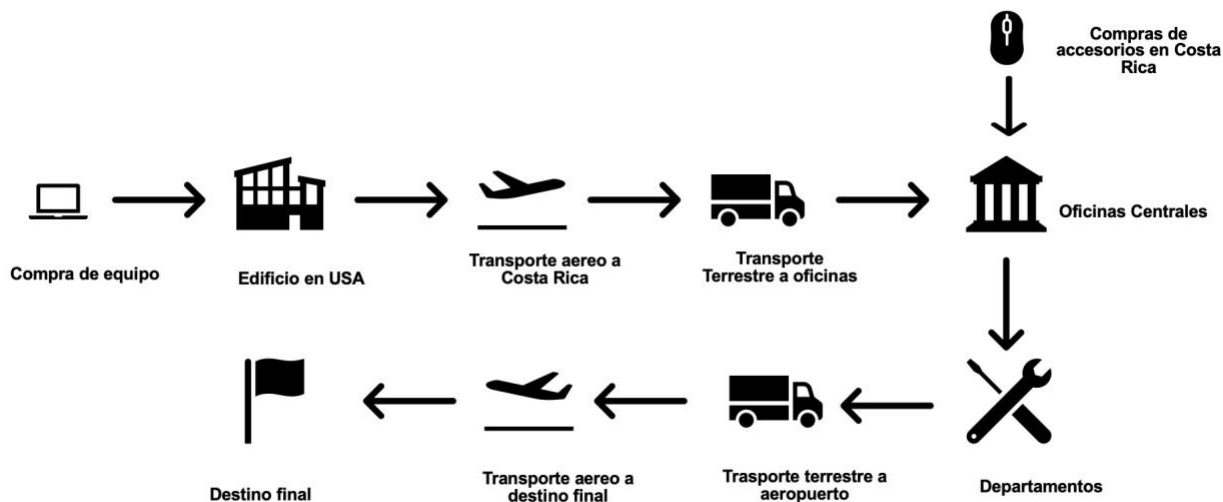 Compras de
accesorios en Costa
Rica
Compra de equipo
Edificio en USA
Transporte aereo a
Costa Rica
Transporte
Terrestre a oficinas
Oficinas Centrales
Destino final
Transporte aereo a
destino final
Trasporte terrestre a
aeropuerto
Departamentos